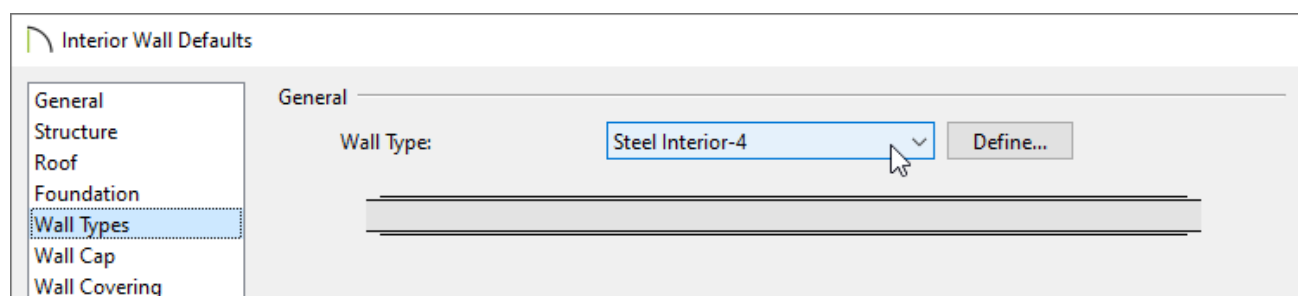 Interior Wall Defaults
General
Structure
Roof
Foundation
Wall Types
Wall Cap
Wall Covering
General
Wall Type: Steel Interior-4 Define...